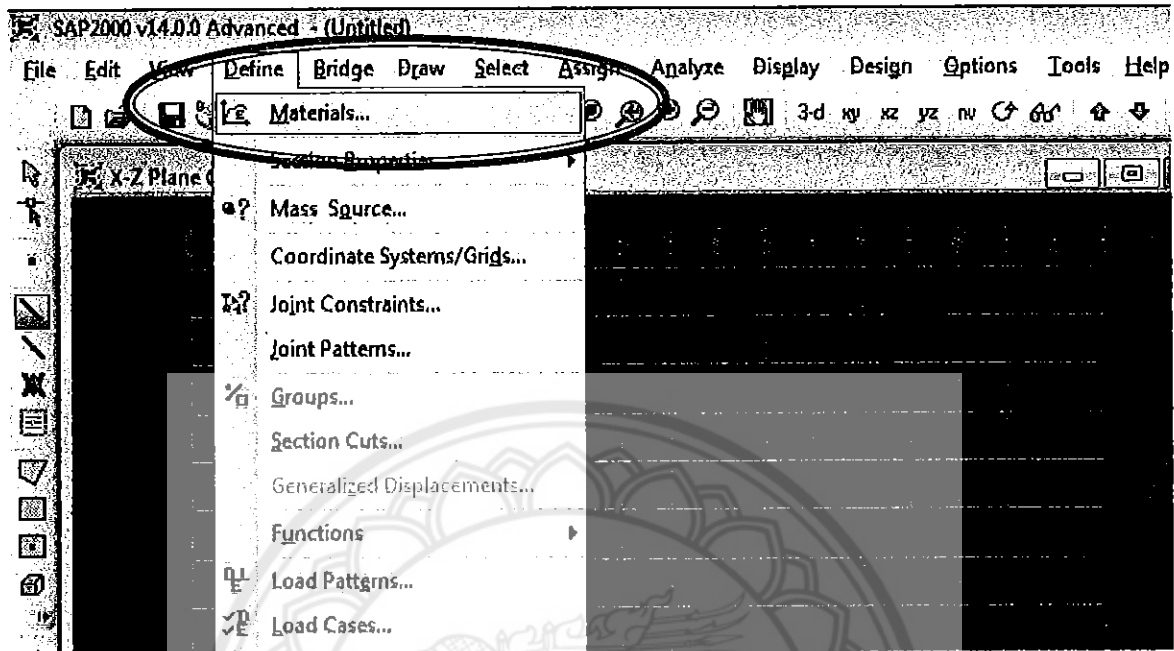 SAP2000 v14.0.0 Advanced - (Untitled)
File Edit View Define Bridge Draw Select Assign Analyze Display Design Options Tools Help
Materials...
3-d xy xz yz nv
Section Properties
X-Z Plane
Mass Source...
Coordinate Systems/Grids...
Joint Constraints...
Joint Patterns...
Groups...
Section Cuts...
Generalized Displacements...
Functions
Load Patterns...
Load Cases...